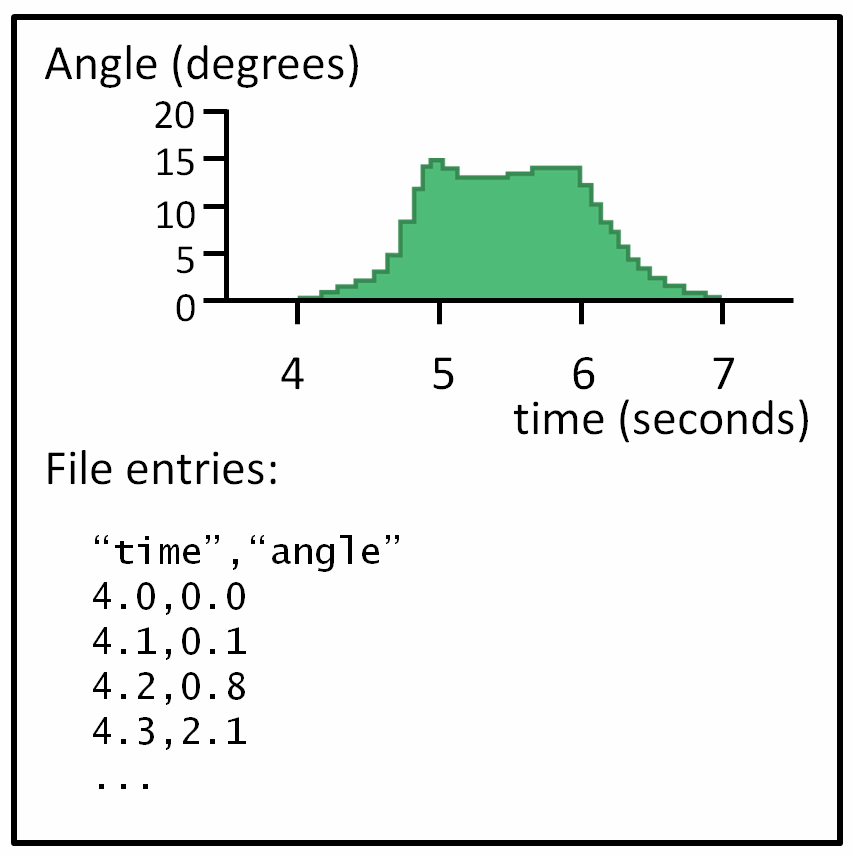 Angle (degrees)
20
15
10
5
0
4 5 6 7
time (seconds)
File entries:
“time”,“angle”
4.0,0.0
4.1,0.1
4.2,0.8
4.3,2.1
...